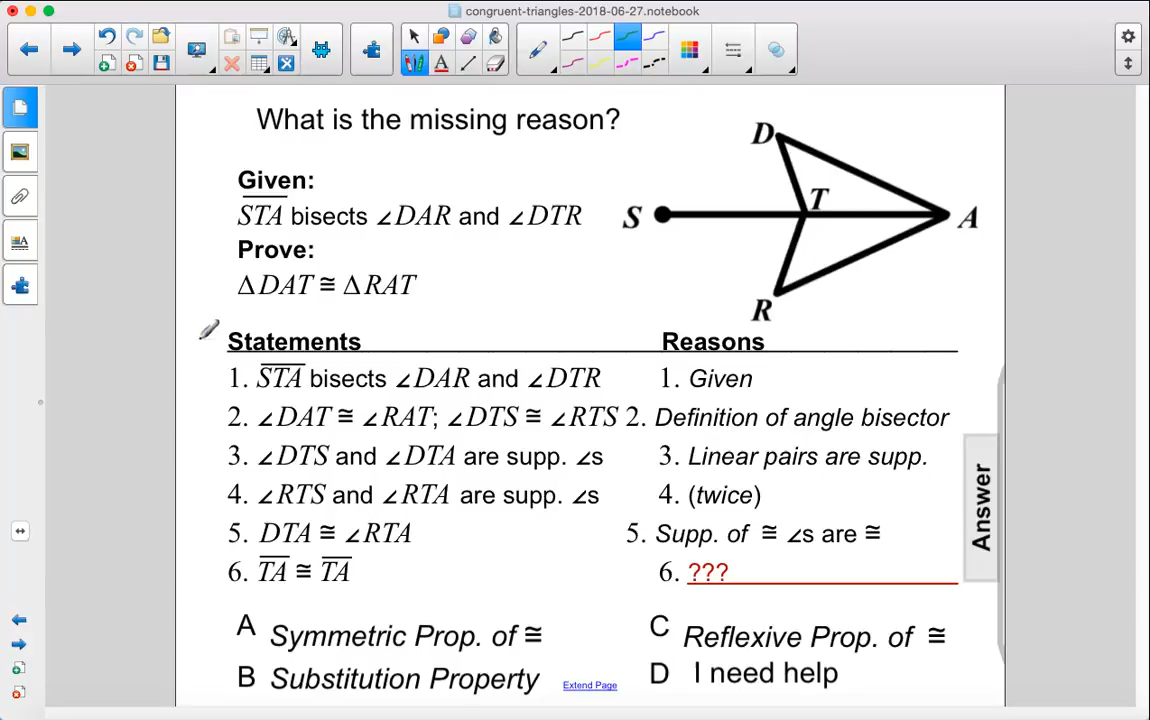 congruent-triangles-2018-06-27.notebook
What is the missing reason?
Given:
STA bisects ∠DAR and ∠DTR
Prove:
ΔDAT ≅ ΔRAT
D
T
S
A
R
Statements Reasons
1. STA bisects ∠DAR and ∠DTR 1. Given
2. ∠DAT ≅ ∠RAT; ∠DTS ≅ ∠RTS 2. Definition of angle bisector
3. ∠DTS and ∠DTA are supp. ∠s 3. Linear pairs are supp.
4. ∠RTS and ∠RTA are supp. ∠s 4. (twice)
5. DTA ≅ ∠RTA 5. Supp. of ≅ ∠s are ≅
6. TA ≅ TA 6. ???
A Symmetric Prop. of ≅ C Reflexive Prop. of ≅
B Substitution Property Extend Page D I need help
Answer